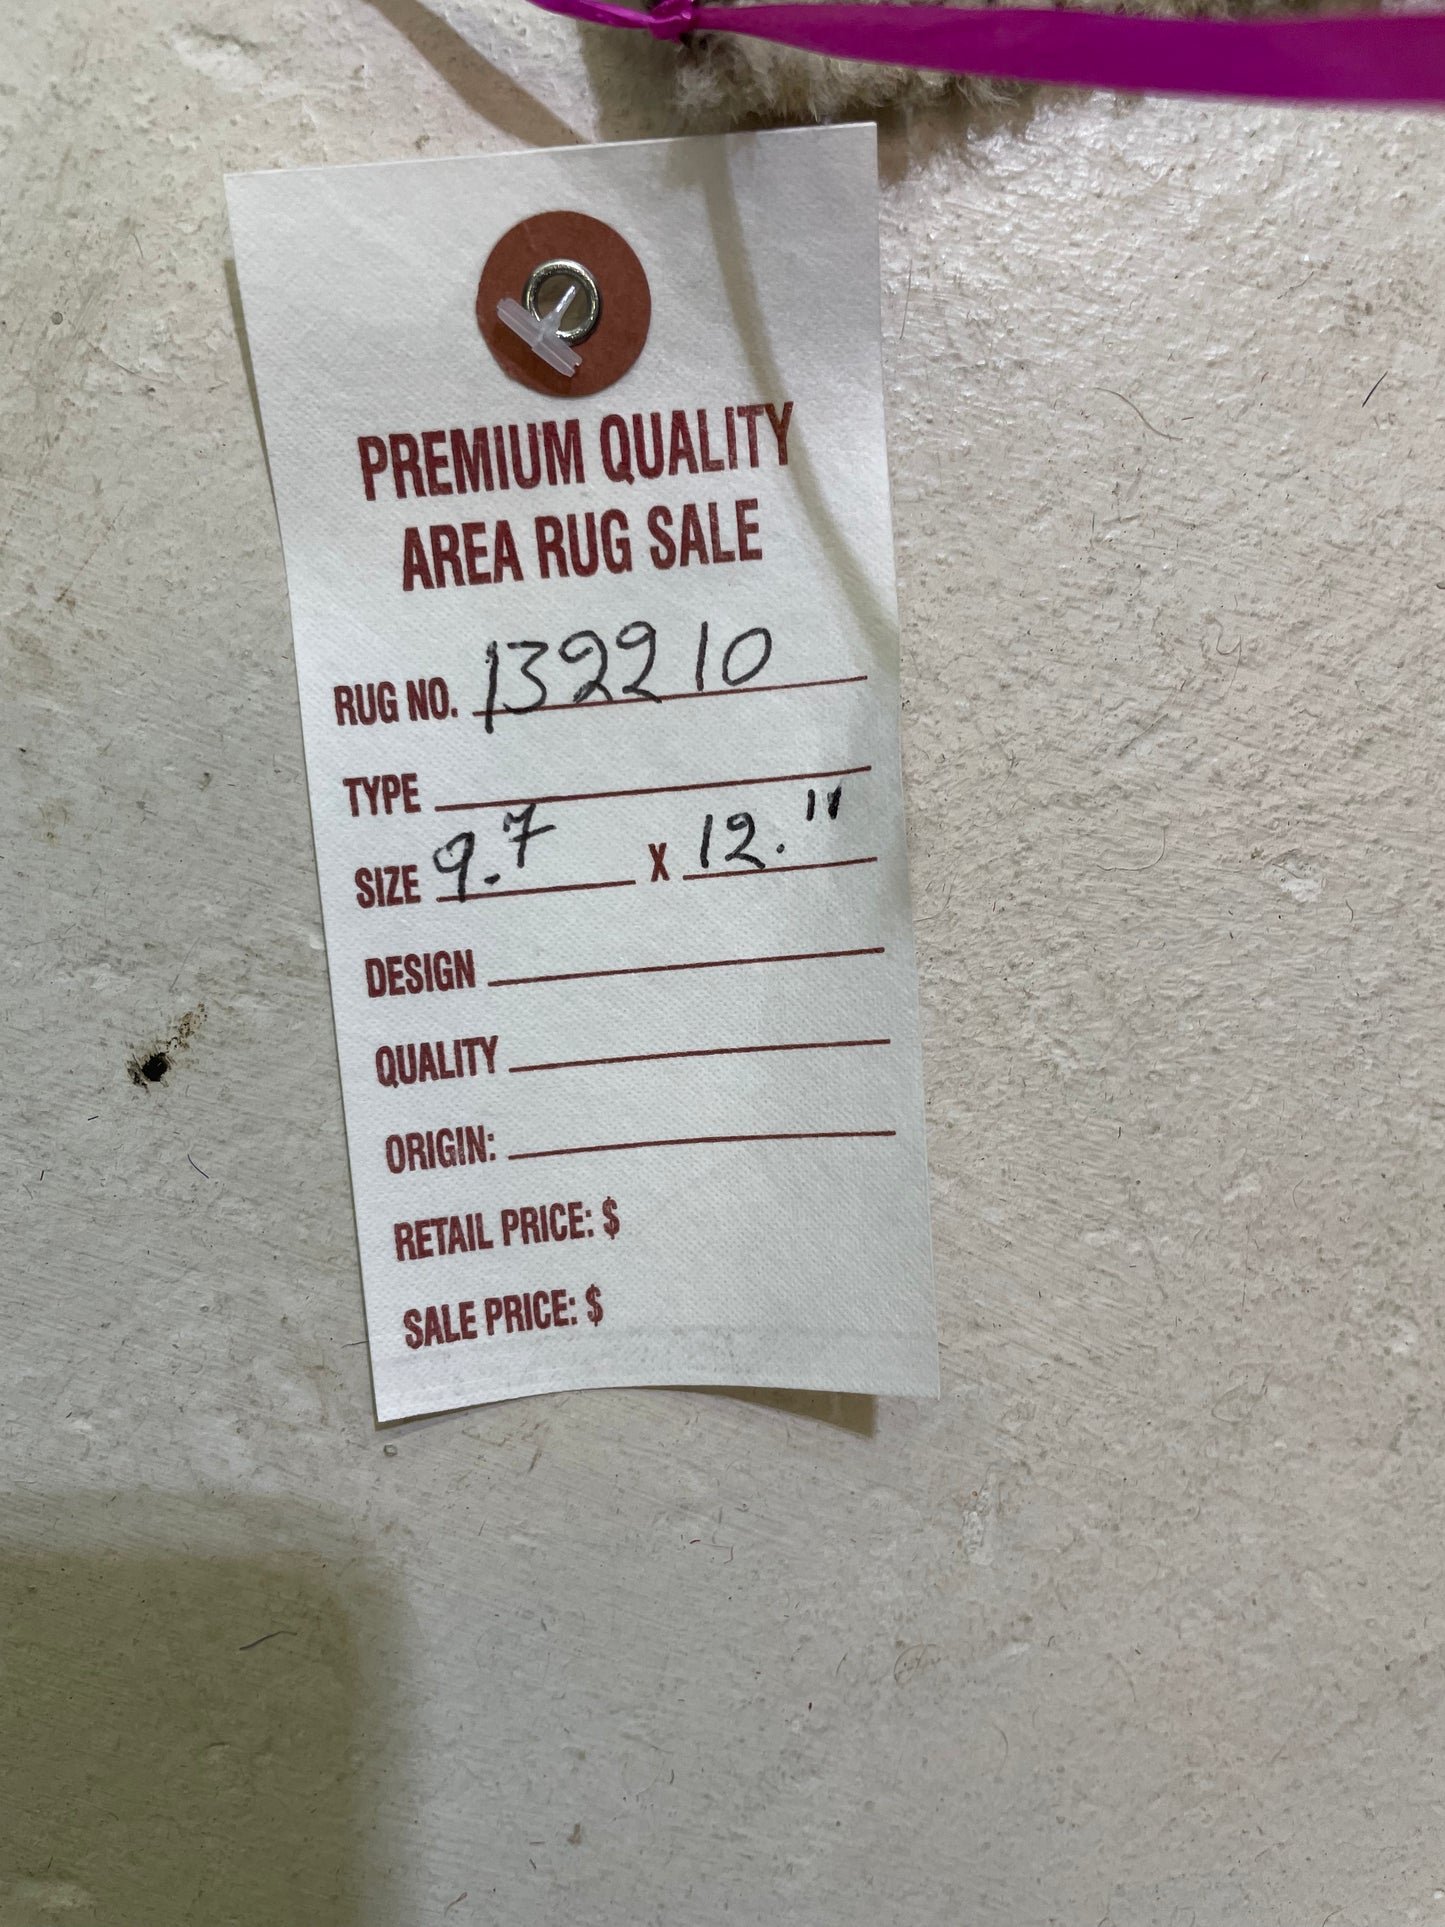 PREMIUM QUALITY
AREA RUG SALE
RUG NO. 132210
TYPE
SIZE 9.7 X 12."
DESIGN
QUALITY
ORIGIN:
RETAIL PRICE: $
SALE PRICE: $